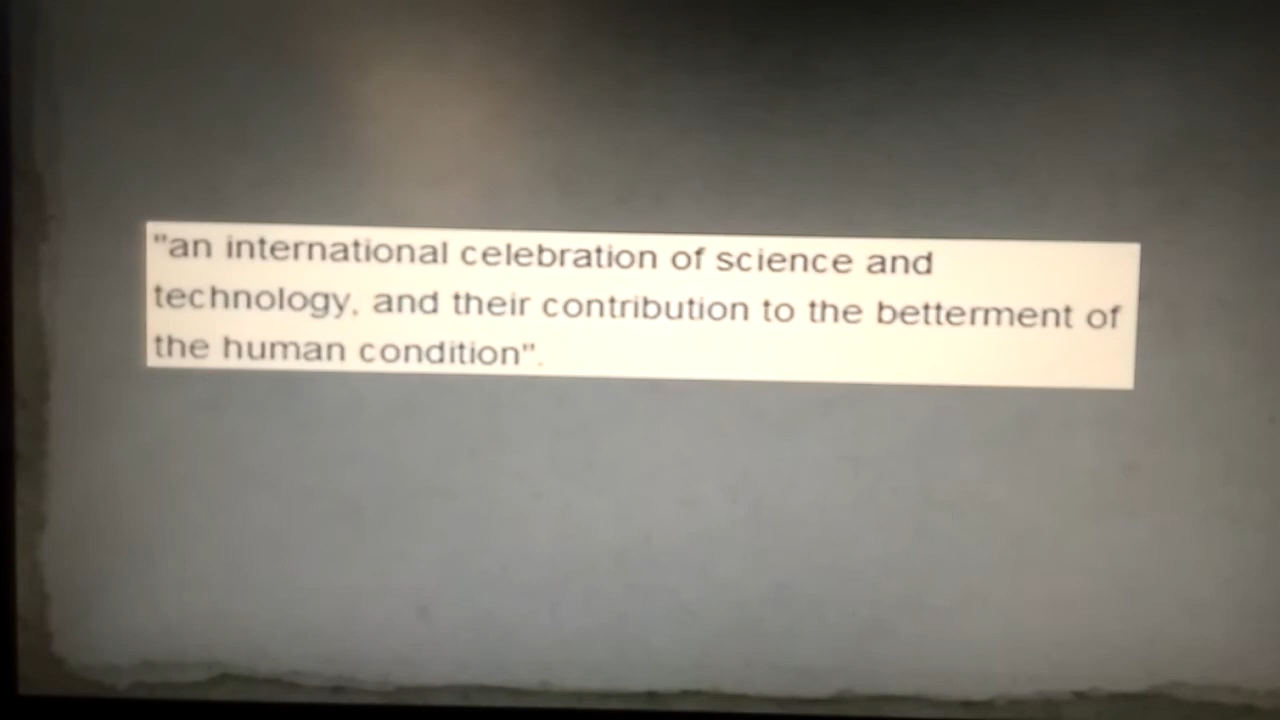 "an international celebration of science and
technology, and their contribution to the betterment of
the human condition".